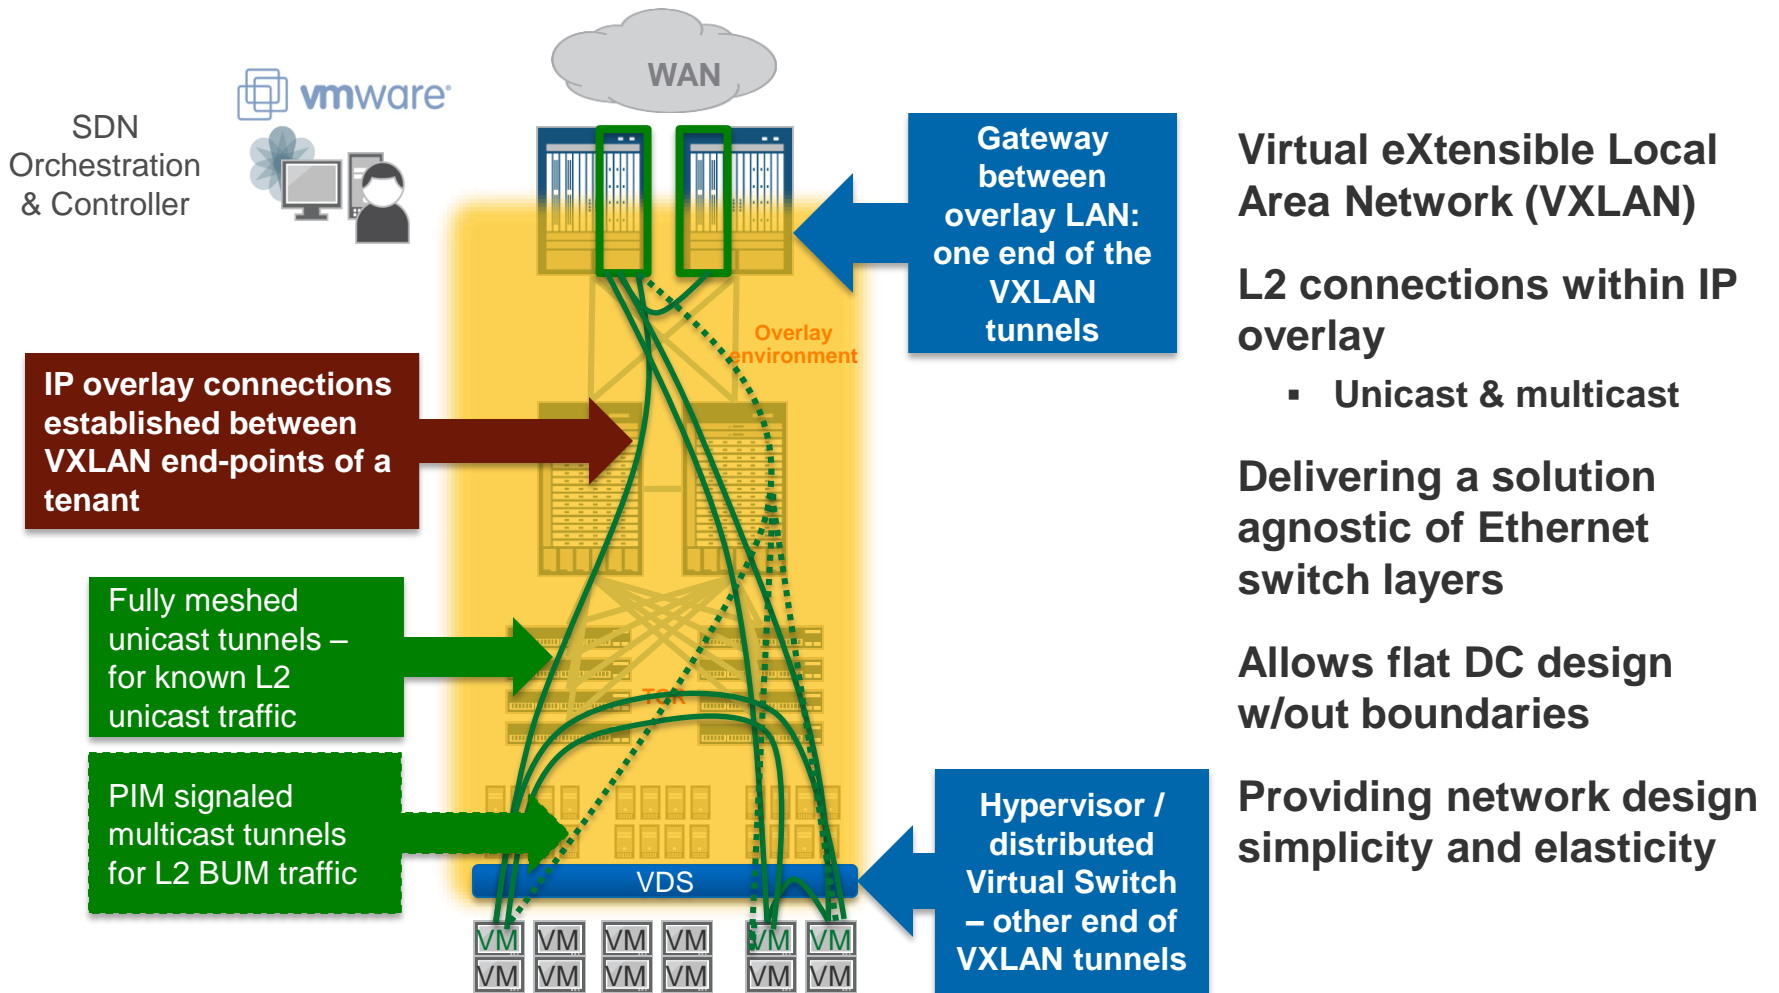 WAN
vmware®
SDN
Orchestration
& Controller
Gateway
between
overlay LAN:
one end of the
VXLAN
tunnels
Overlay
environment
IP overlay connections
established between
VXLAN end-points of a
tenant
Fully meshed
unicast tunnels –
for known L2
unicast traffic
TOR
PIM signaled
multicast tunnels
for L2 BUM traffic
Hypervisor /
distributed
Virtual Switch
– other end of
VXLAN tunnels
VDS
VM VM VM VM VM VM
VM VM VM VM VM VM
Virtual eXtensible Local
Area Network (VXLAN)
L2 connections within IP
overlay
▪ Unicast & multicast
Delivering a solution
agnostic of Ethernet
switch layers
Allows flat DC design
w/out boundaries
Providing network design
simplicity and elasticity